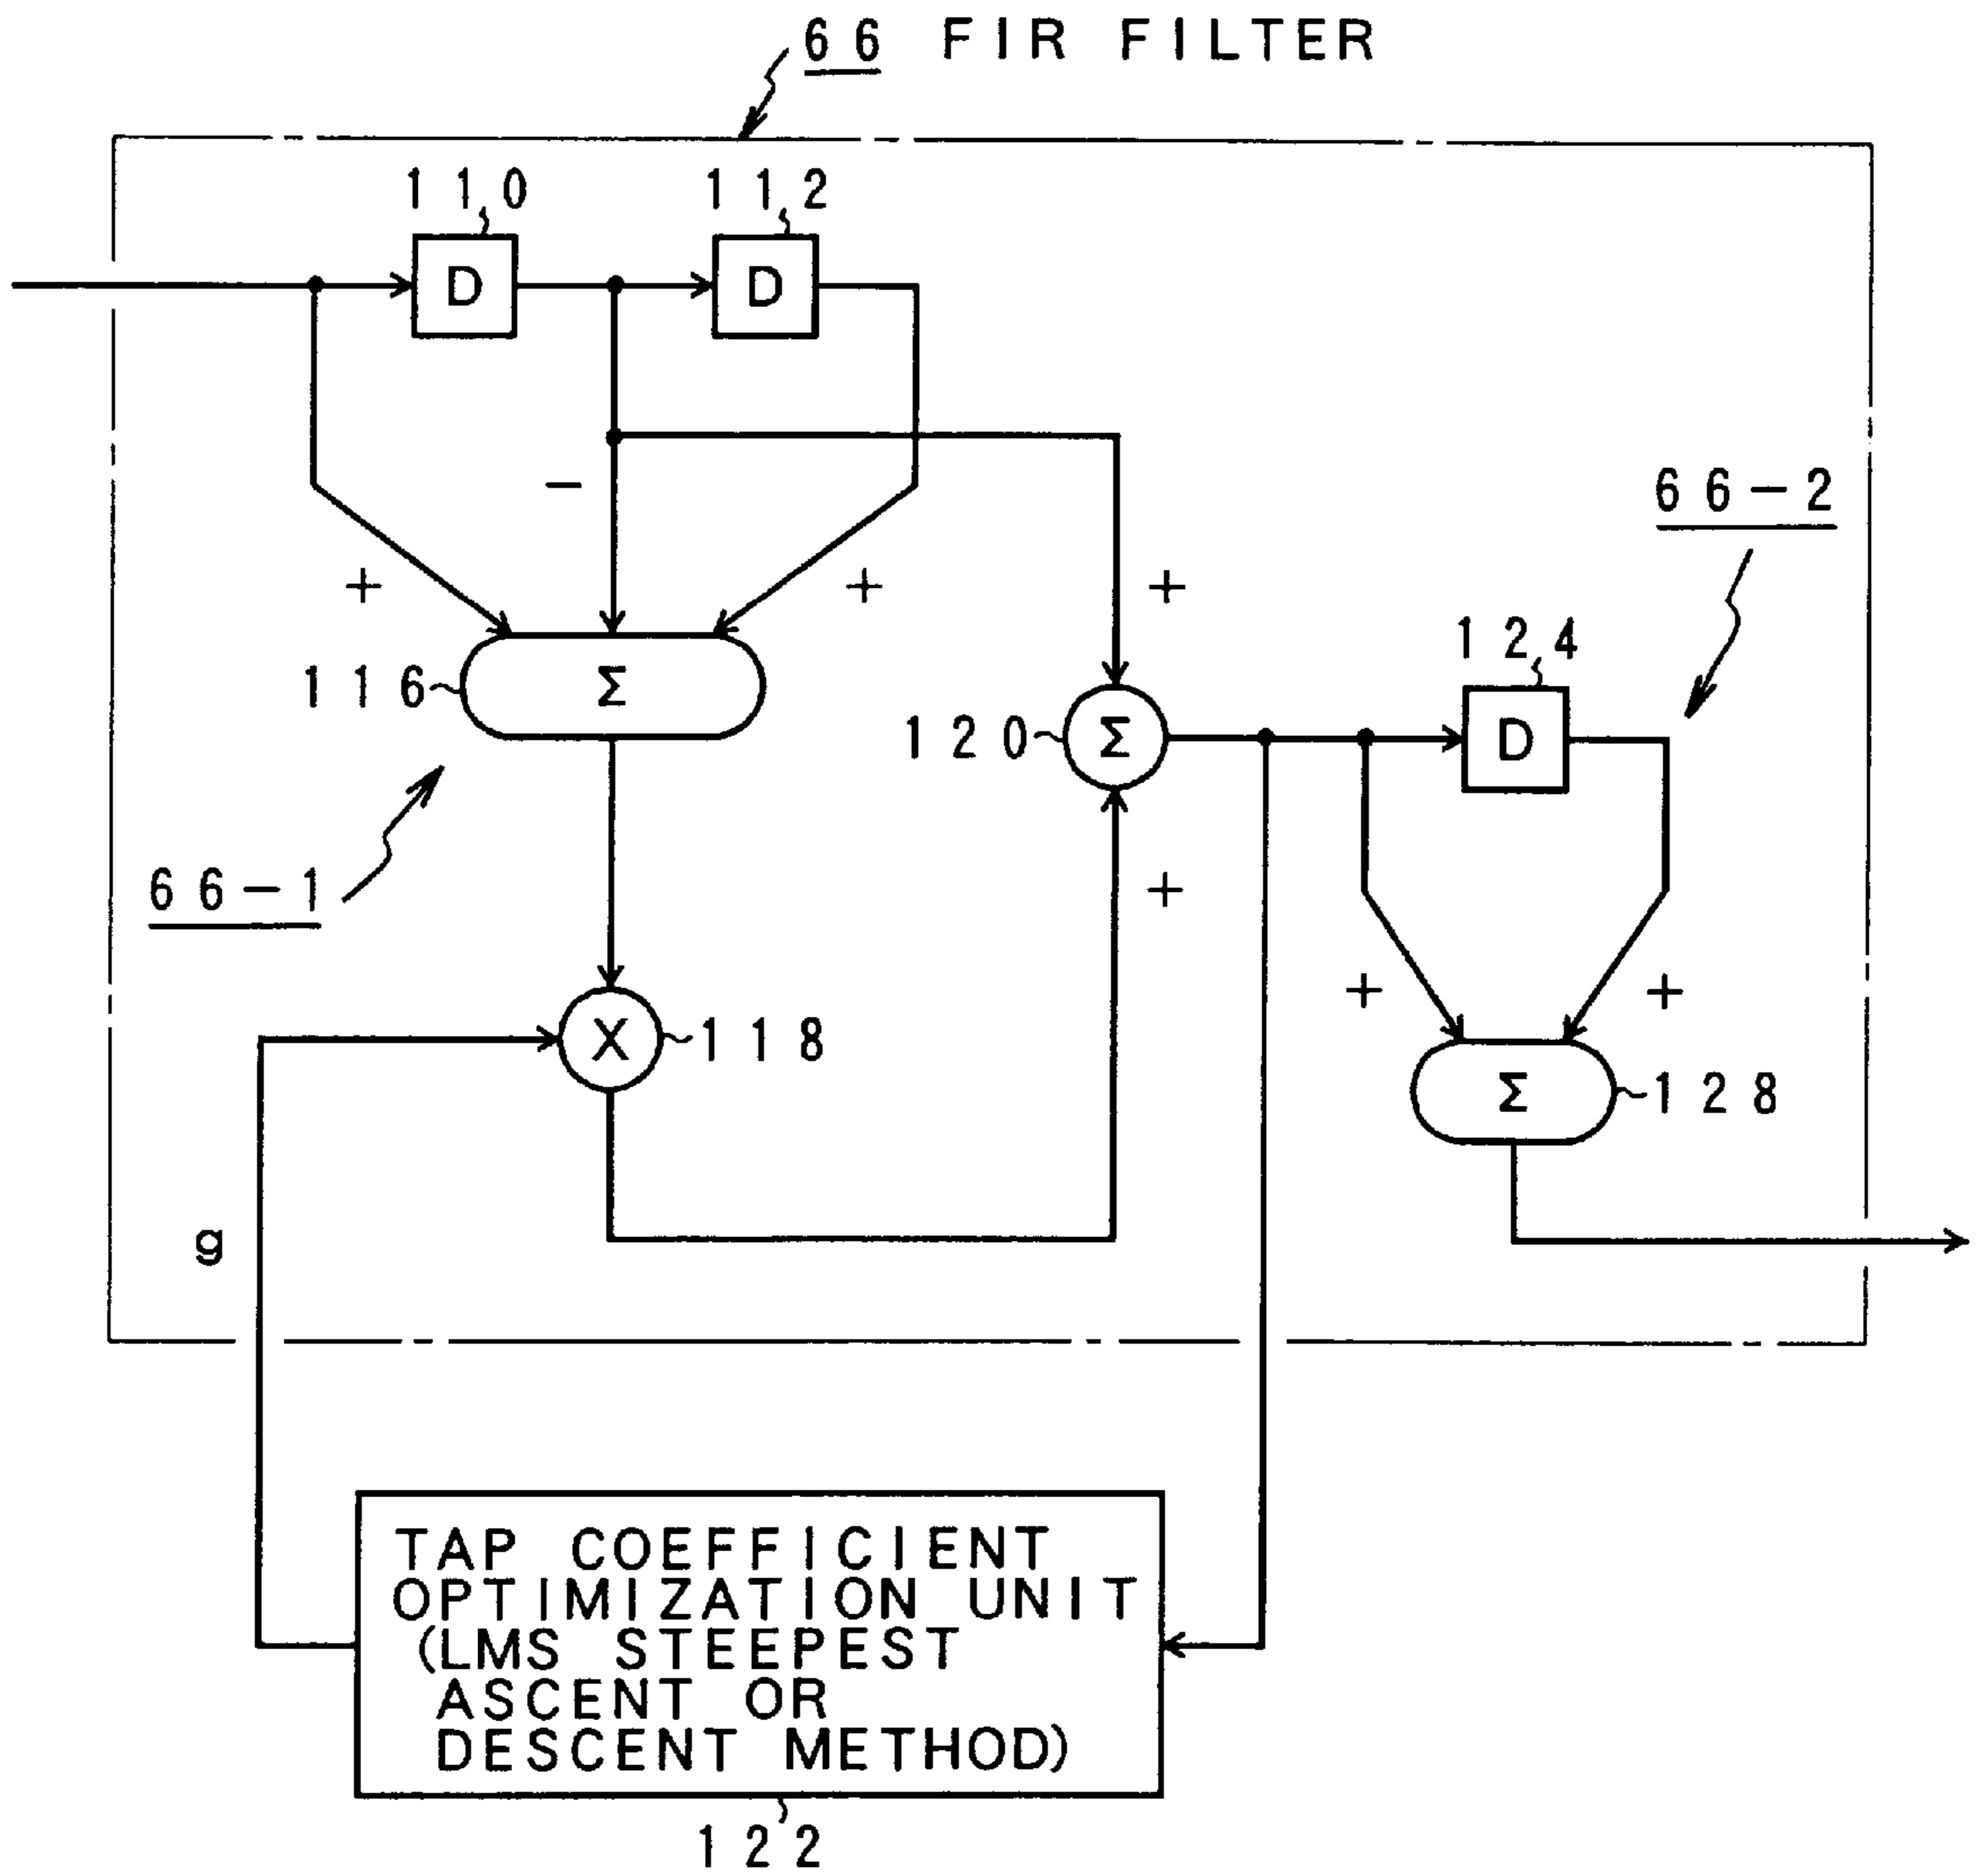 66 FIR FILTER
110
112
D
D
66-2
-
+
+
+
124
116
Σ
120
Σ
D
66-1
+
+
+
X
118
Σ
128
g
TAP COEFFICIENT
OPTIMIZATION UNIT
(LMS STEEPEST
ASCENT OR
DESCENT METHOD)
122